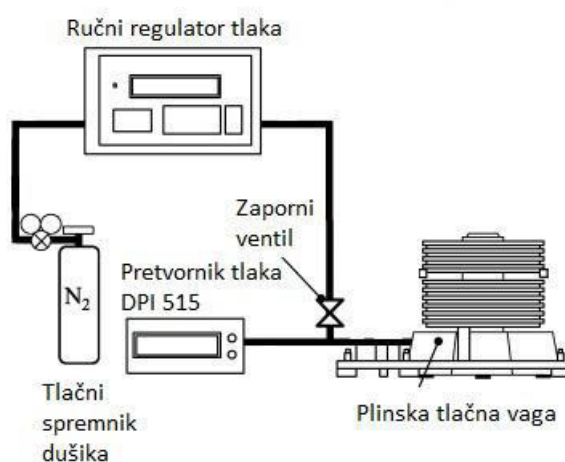 Ručni regulator tlaka
Zaporni
ventil
Pretvornik tlaka
DPI 515
N2
Tlačni
spremnik
dušika
Plinska tlačna vaga